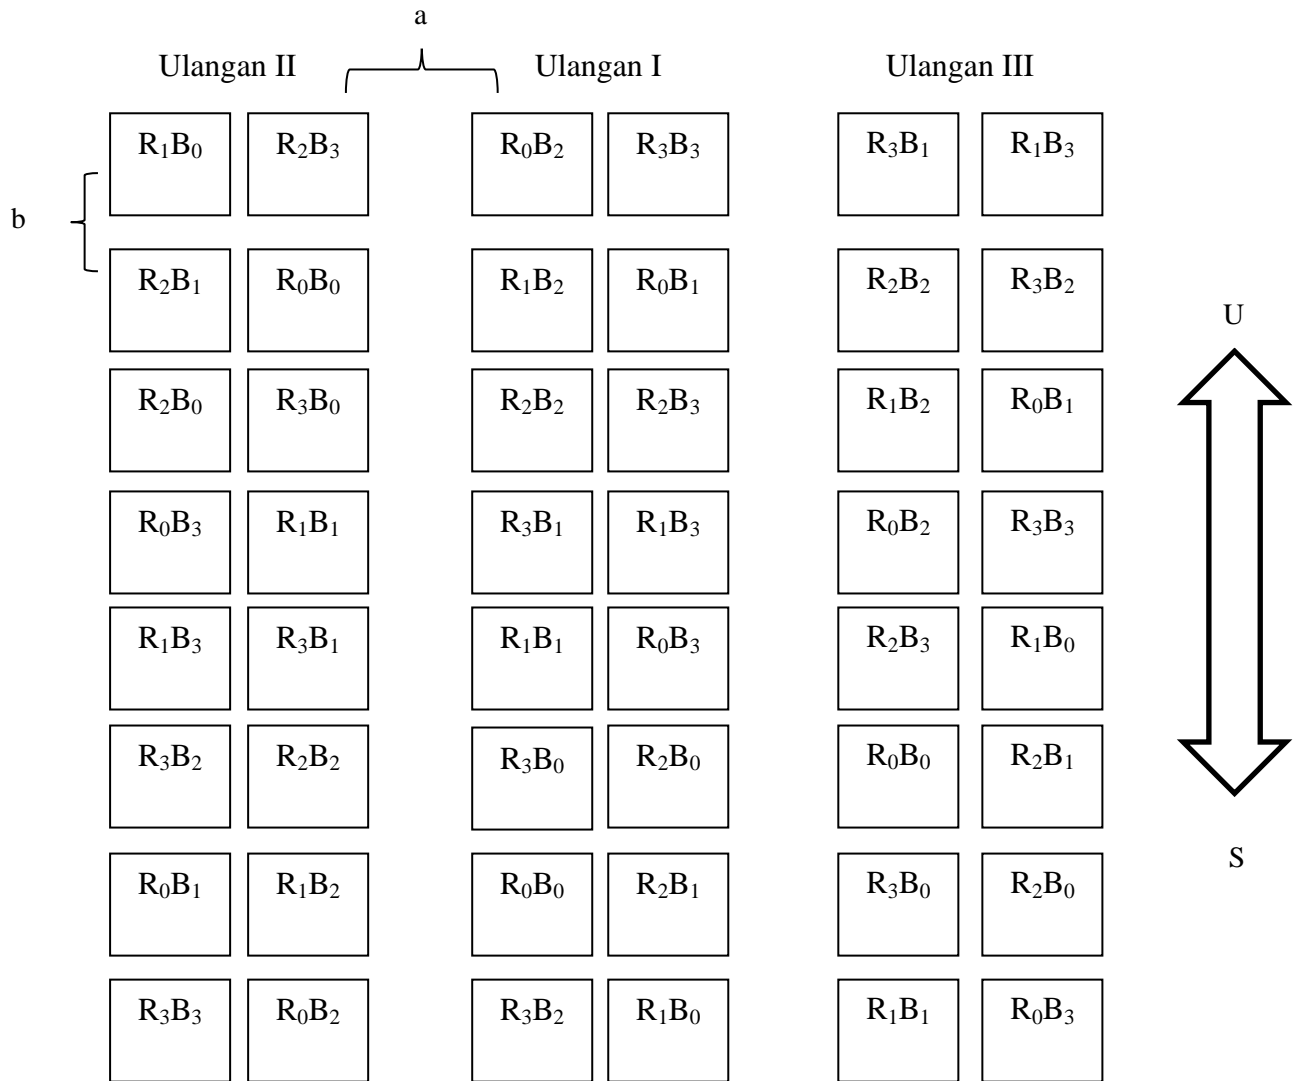 a
Ulangan II Ulangan I Ulangan III
R₁B₀ R₂B₃ R₀B₂ R₃B₃ R₃B₁ R₁B₃
b
R₂B₁ R₀B₀ R₁B₂ R₀B₁ R₂B₂ R₃B₂
U
R₂B₀ R₃B₀ R₂B₂ R₂B₃ R₁B₂ R₀B₁
R₀B₃ R₁B₁ R₃B₁ R₁B₃ R₀B₂ R₃B₃
R₁B₃ R₃B₁ R₁B₁ R₀B₃ R₂B₃ R₁B₀
R₃B₂ R₂B₂ R₃B₀ R₂B₀ R₀B₀ R₂B₁
S
R₀B₁ R₁B₂ R₀B₀ R₂B₁ R₃B₀ R₂B₀
R₃B₃ R₀B₂ R₃B₂ R₁B₀ R₁B₁ R₀B₃